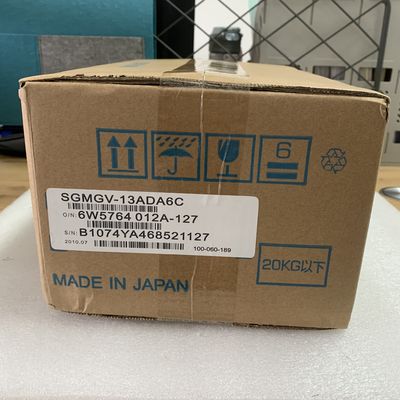 6
SGMGV-13ADA6C
O/N: 6W5764 012A-127
S/N: B1074YA468521127
2010.07 100-060-189
20KG以下
MADE IN JAPAN